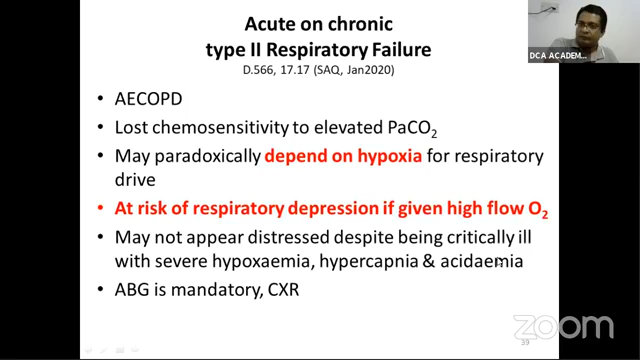 Acute on chronic
type II Respiratory Failure
D.566, 17.17 (SAQ, Jan2020)
• AECOPD
• Lost chemosensitivity to elevated PaCO₂
• May paradoxically depend on hypoxia for respiratory
drive
• At risk of respiratory depression if given high flow O₂
• May not appear distressed despite being critically ill
with severe hypoxaemia, hypercapnia & acidaemia
• ABG is mandatory, CXR
DCA ACADEM...
zoom
39